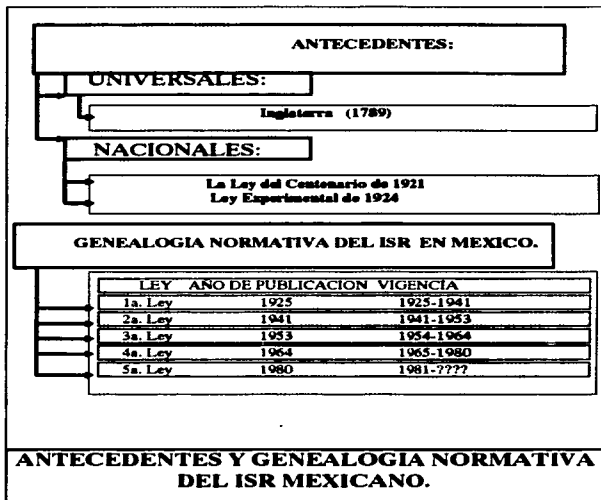 ANTECEDENTES:
UNIVERSALES:
Inglaterra (1789)
NACIONALES:
La Ley del Centenario de 1921
Ley Experimental de 1924
GENEALOGIA NORMATIVA DEL ISR EN MEXICO.
LEY AÑO DE PUBLICACION VIGENCIA
1a. Ley 1925 1925-1941
2a. Ley 1941 1941-1953
3a. Ley 1953 1954-1964
4a. Ley 1964 1965-1980
5a. Ley 1980 1981-????
ANTECEDENTES Y GENEALOGIA NORMATIVA
DEL ISR MEXICANO.